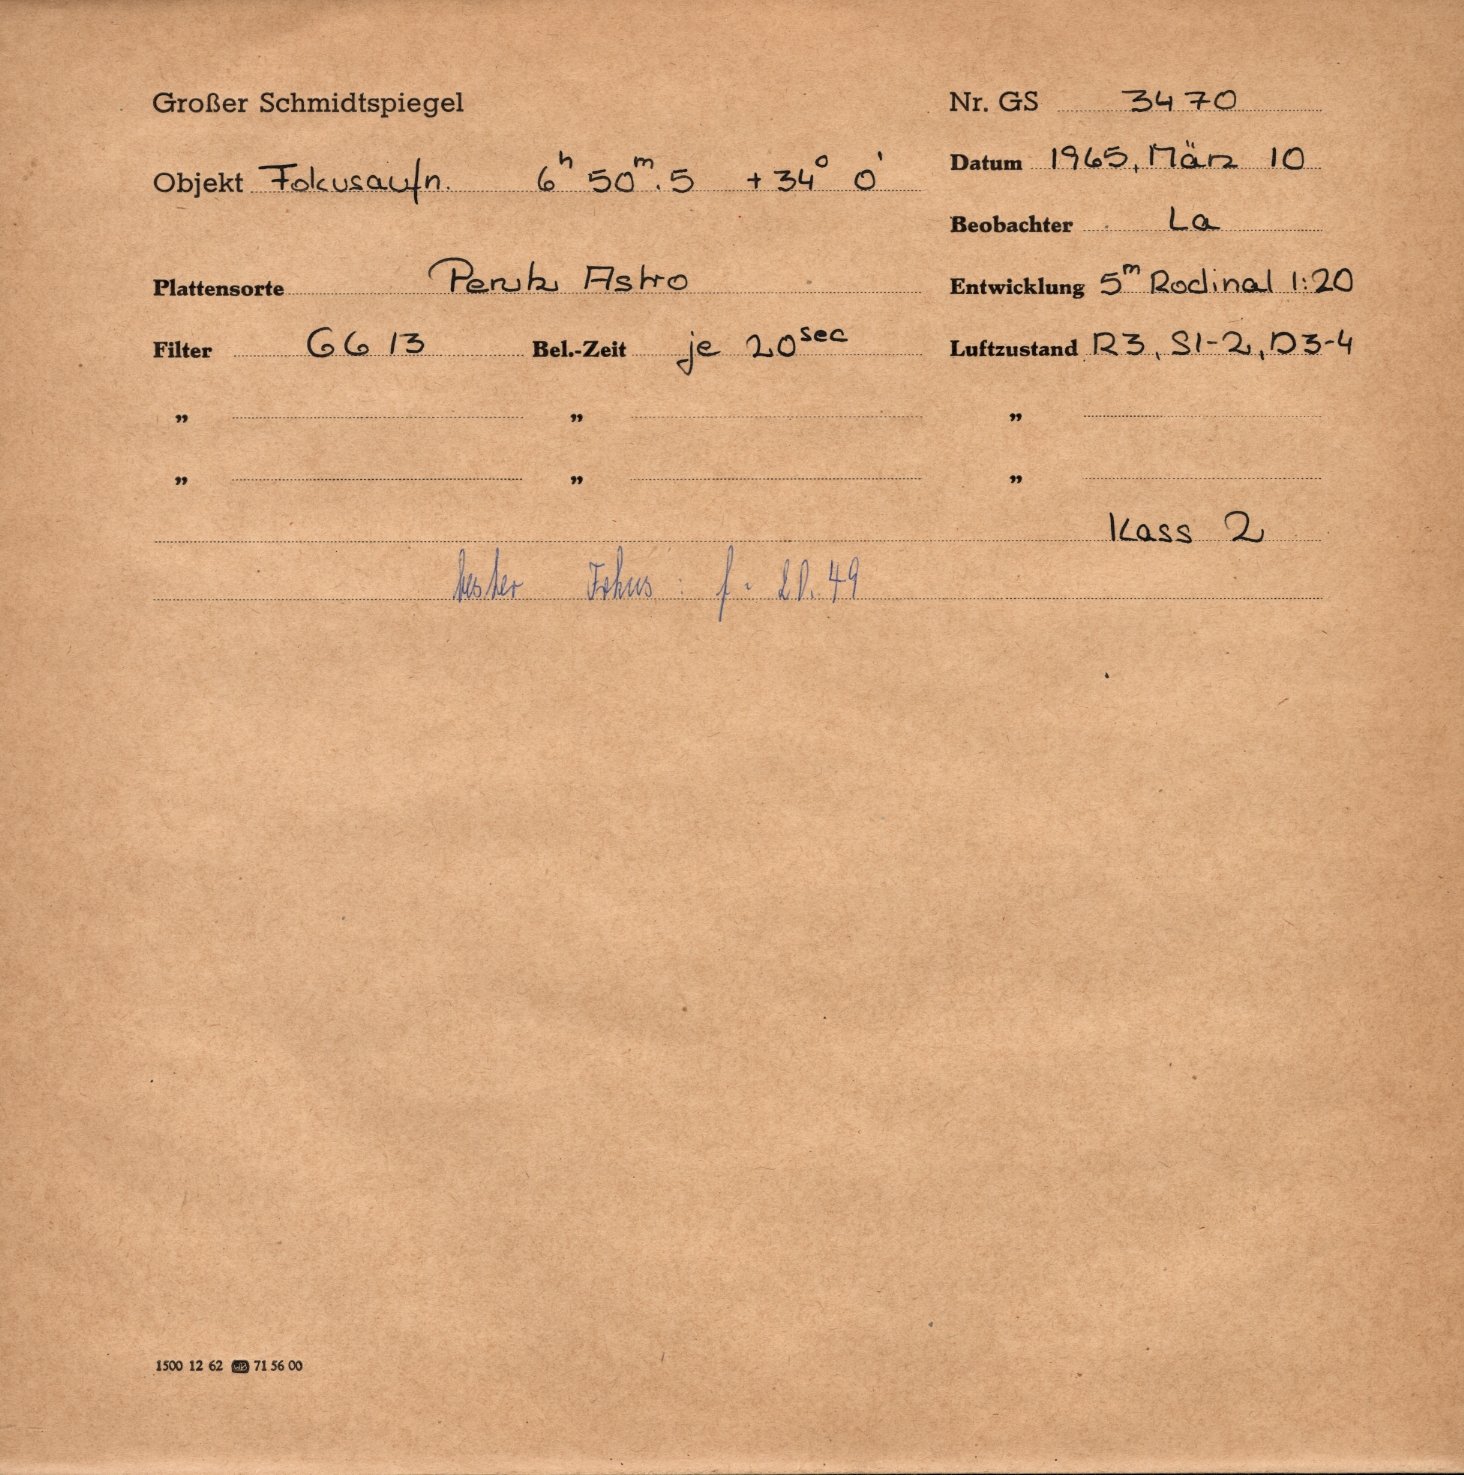 Großer Schmidtspiegel Nr. GS 3470
Datum 1965, März 10
Objekt Fokusaufn. 6ʰ 50ᵐ.5 +34° 0'
Beobachter La
Plattensorte Perutz Astro Entwicklung 5ᵐ Rodinal 1:20
Filter GG 13 Bel.-Zeit je 20ˢᵉᶜ Luftzustand R3, S1-2, D3-4
„ „ „
„ „ „
Kass 2
bester Fokus : f = 20.49
1500 12 62 71 56 00